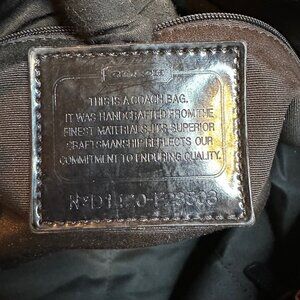 COACH
THIS IS A COACH BAG.
IT WAS HANDCRAFTED FROM THE
FINEST MATERIALS. ITS SUPERIOR
CRAFTSMANSHIP REFLECTS OUR
COMMITMENT TO ENDURING QUALITY.